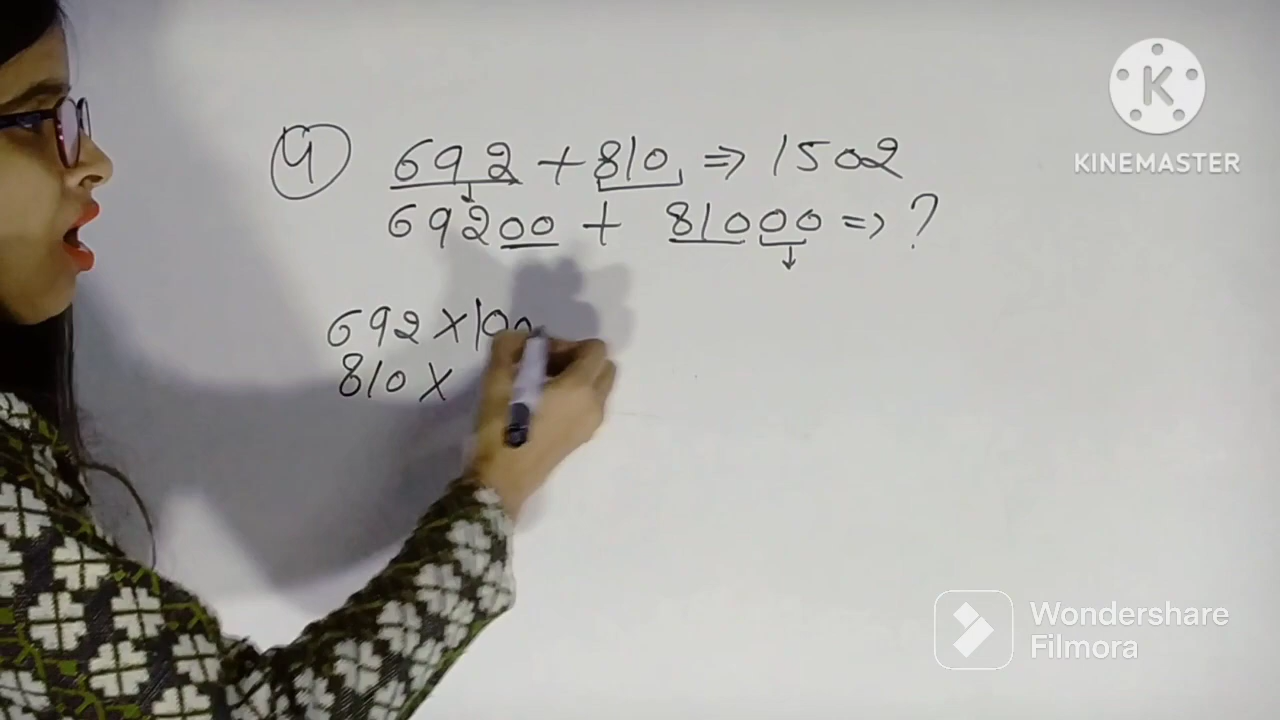 4 692 + 810 ⇒ 1502
69200 + 81000 ⇒ ?
692 X 100
810 X
K
KINEMASTER
Wondershare
Filmora